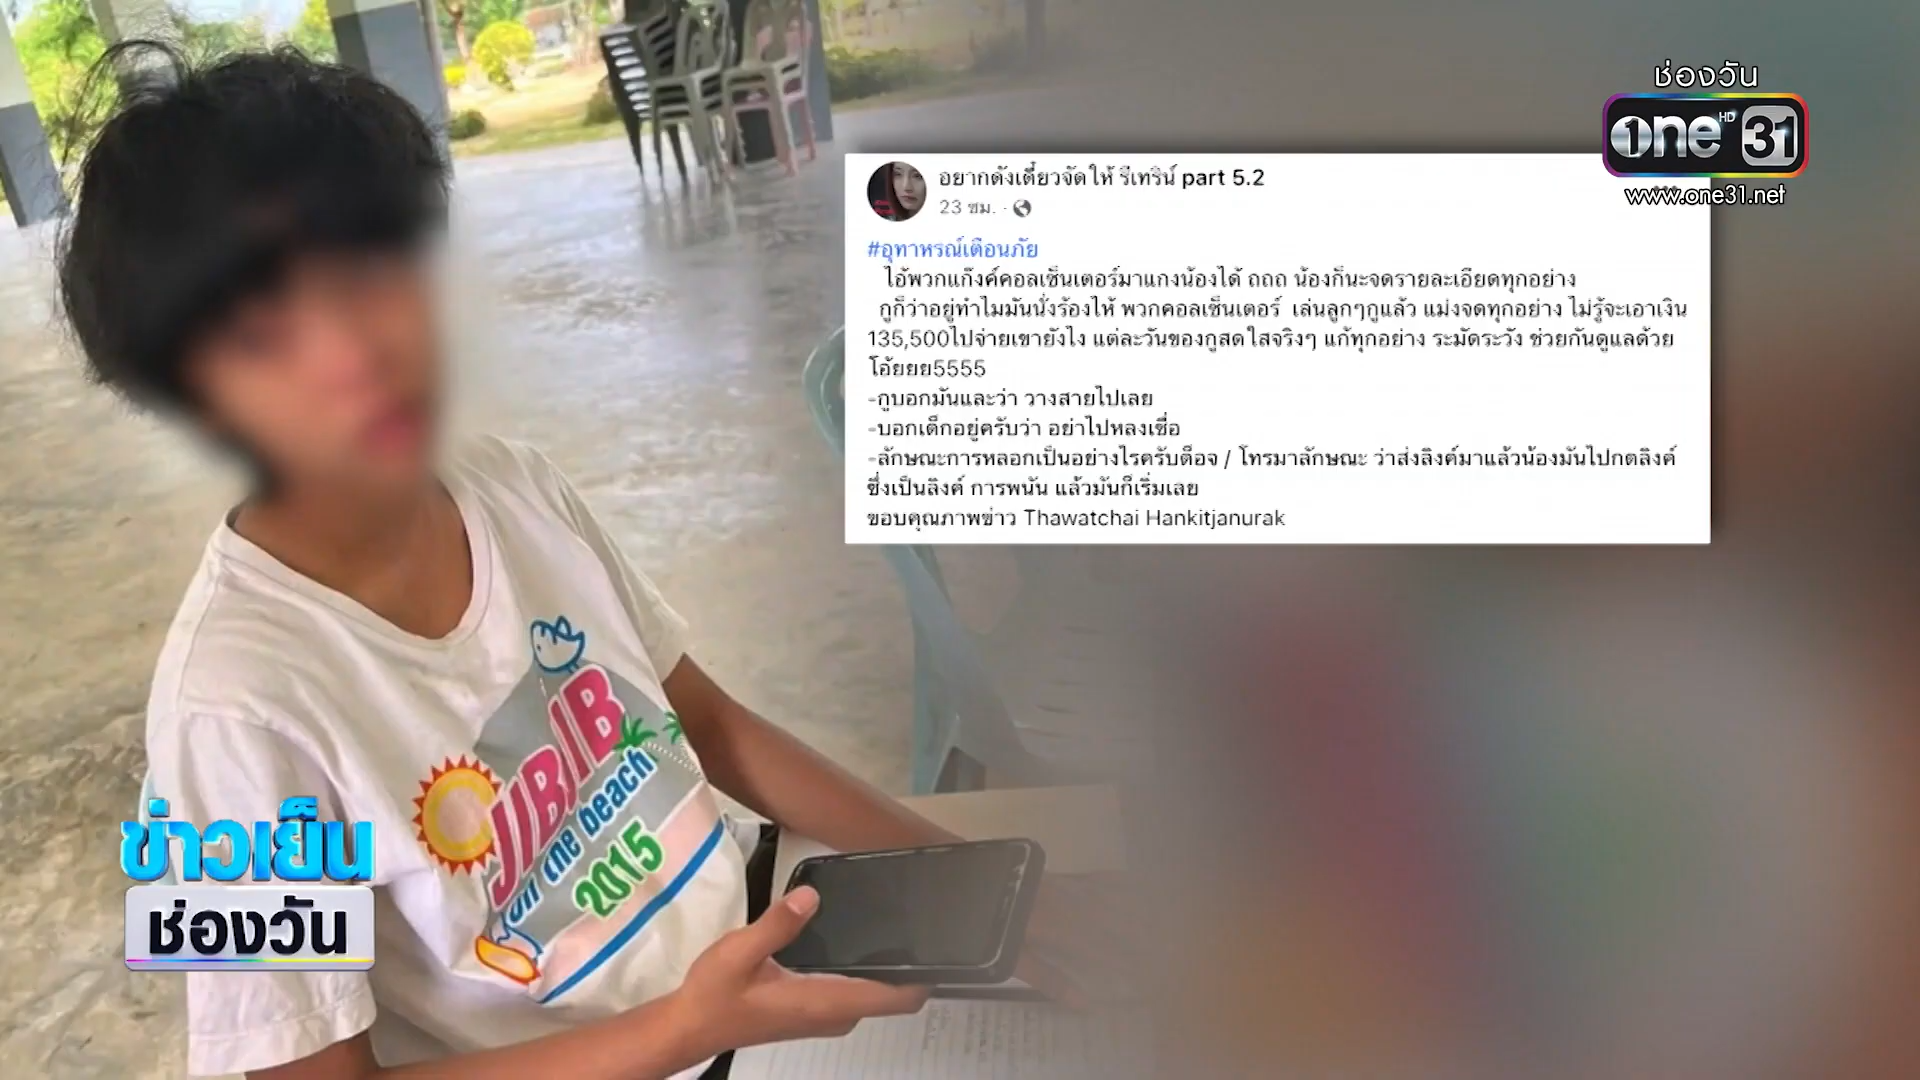 ช่องวัน
one HD 31
www.one31.net
อยากดังเดี๋ยวจัดให้ รีเทริน์ part 5.2
23 ชม.
#อุทาหรณ์เตือนภัย
ไอ้พวกแก๊งค์คอลเซ็นเตอร์มาแกงน้องได้ ถถถ น้องก็นะจดรายละเอียดทุกอย่าง
กูก็ว่าอยู่ทำไมมันนั่งร้องไห้ พวกคอลเซ็นเตอร์ เล่นลูกๆกูแล้ว แม่งจดทุกอย่าง ไม่รู้จะเอาเงิน
135,500ไปจ่ายเขายังไง แต่ละวันของกูสดใสจริงๆ แก้ทุกอย่าง ระมัดระวัง ช่วยกันดูแลด้วย
โอ้ยยย5555
-กูบอกมันและว่า วางสายไปเลย
-บอกเด็กอยู่ครับว่า อย่าไปหลงเชื่อ
-ลักษณะการหลอกเป็นอย่างไรครับต็อจ / โทรมาลักษณะ ว่าส่งลิงค์มาแล้วน้องมันไปกดลิงค์
ซึ่งเป็นลิงค์ การพนัน แล้วมันก็เริ่มเลย
ขอบคุณภาพข่าว Thawatchai Hankitjanurak
JIBJIB
on the beach
2015
ข่าวเย็น
ช่องวัน